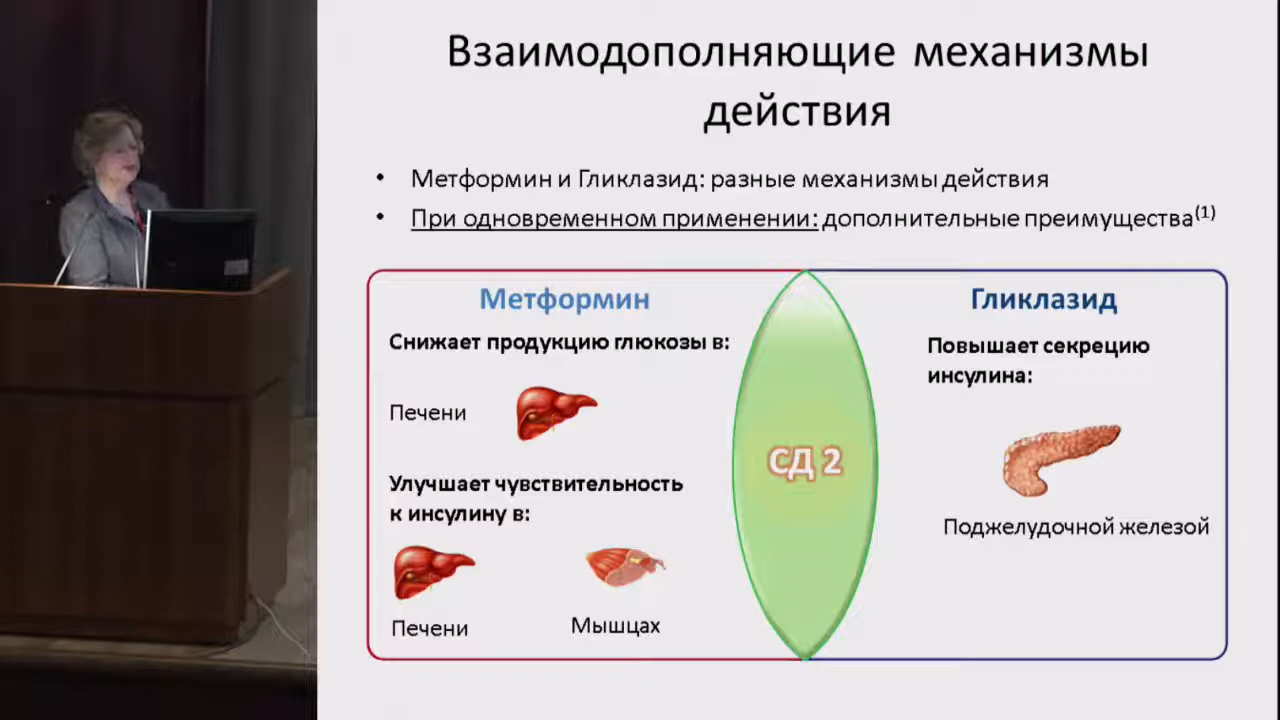 Взаимодополняющие механизмы
действия
• Метформин и Гликлазид: разные механизмы действия
• При одновременном применении: дополнительные преимущества(1)
Метформин
Снижает продукцию глюкозы в:
Печени
Улучшает чувствительность
к инсулину в:
Печени
Мышцах
СД 2
Гликлазид
Повышает секрецию
инсулина:
Поджелудочной железой